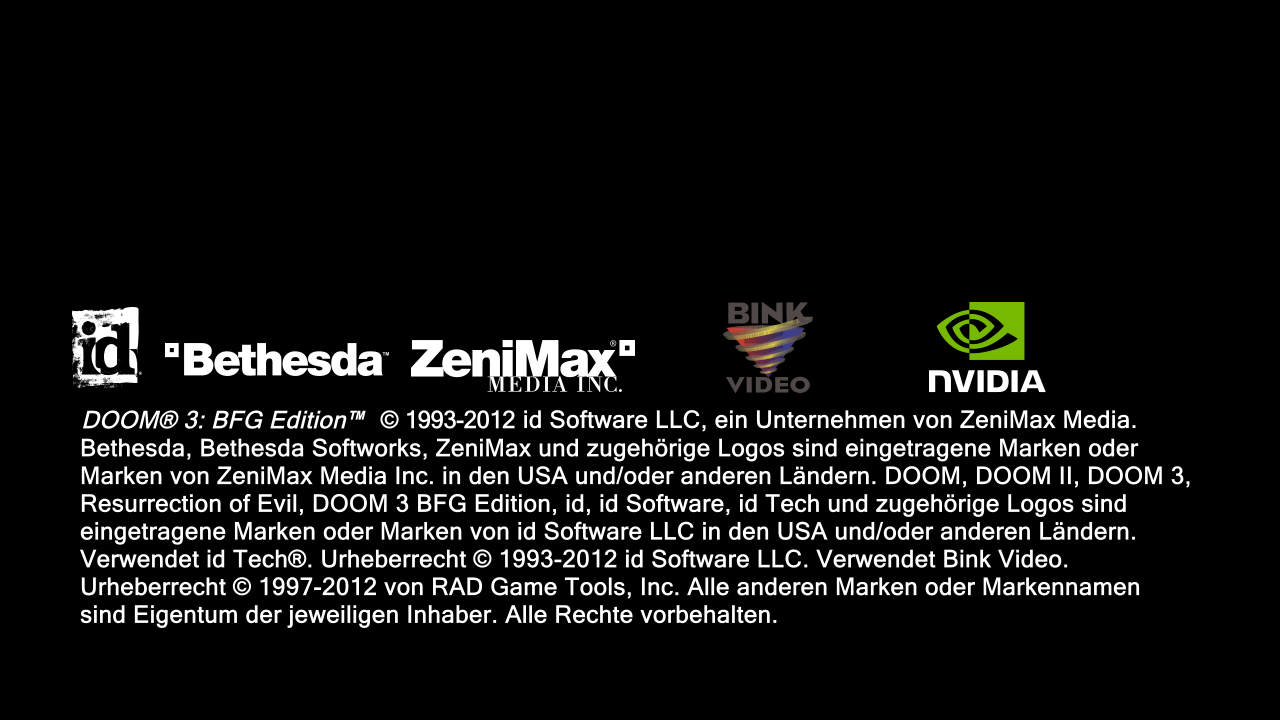 id
Bethesda™
ZeniMax®
MEDIA INC.
BINK
VIDEO
NVIDIA
DOOM® 3: BFG Edition™ © 1993-2012 id Software LLC, ein Unternehmen von ZeniMax Media.
Bethesda, Bethesda Softworks, ZeniMax und zugehörige Logos sind eingetragene Marken oder
Marken von ZeniMax Media Inc. in den USA und/oder anderen Ländern. DOOM, DOOM II, DOOM 3,
Resurrection of Evil, DOOM 3 BFG Edition, id, id Software, id Tech und zugehörige Logos sind
eingetragene Marken oder Marken von id Software LLC in den USA und/oder anderen Ländern.
Verwendet id Tech®. Urheberrecht © 1993-2012 id Software LLC. Verwendet Bink Video.
Urheberrecht © 1997-2012 von RAD Game Tools, Inc. Alle anderen Marken oder Markennamen
sind Eigentum der jeweiligen Inhaber. Alle Rechte vorbehalten.